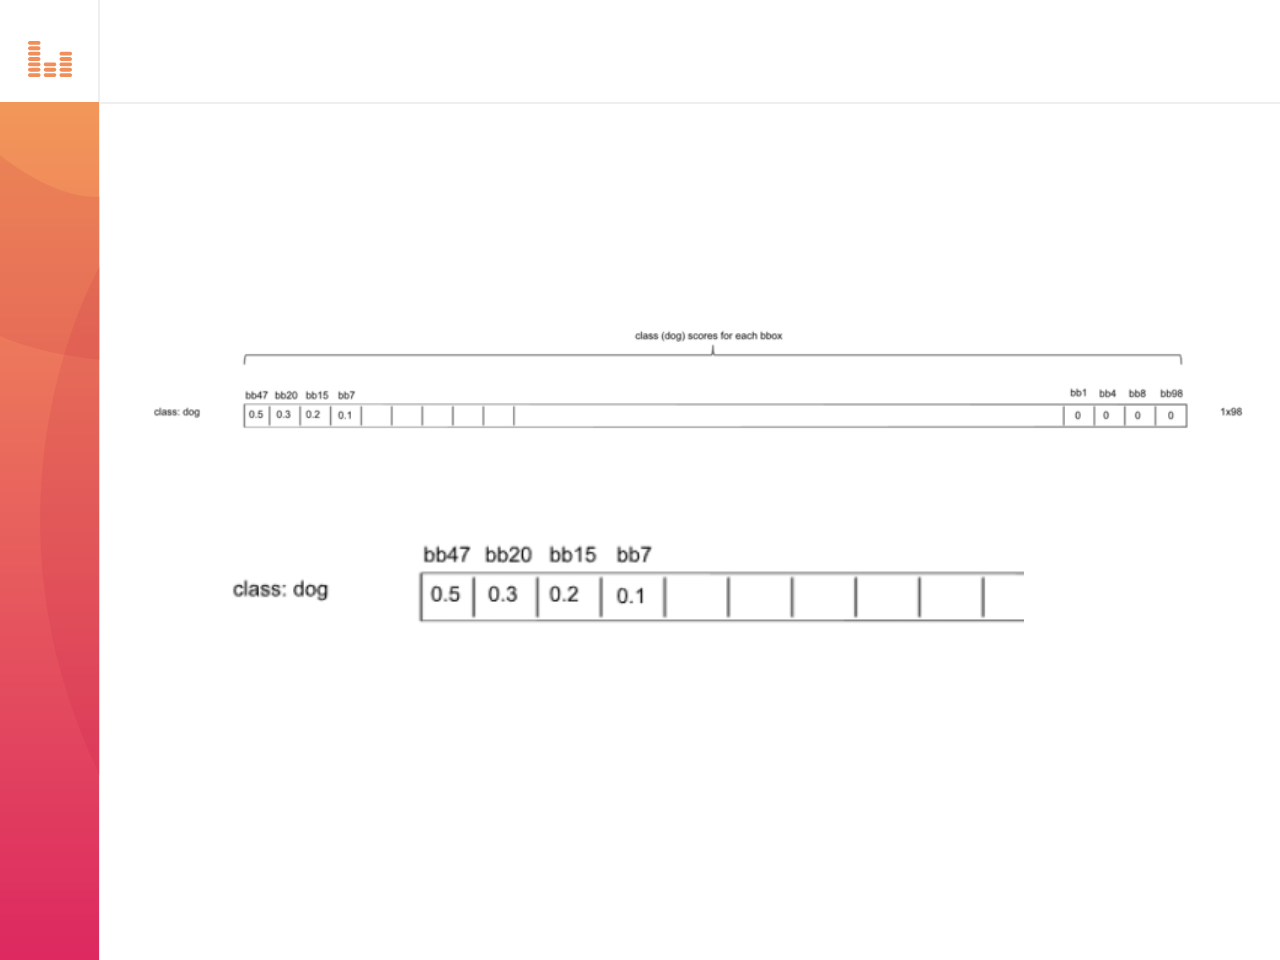 class (dog) scores for each bbox
bb47 bb20 bb15 bb7 bb1 bb4 bb8 bb98
class: dog 0.5 0.3 0.2 0.1 0 0 0 0 1x98
bb47 bb20 bb15 bb7
class: dog 0.5 0.3 0.2 0.1